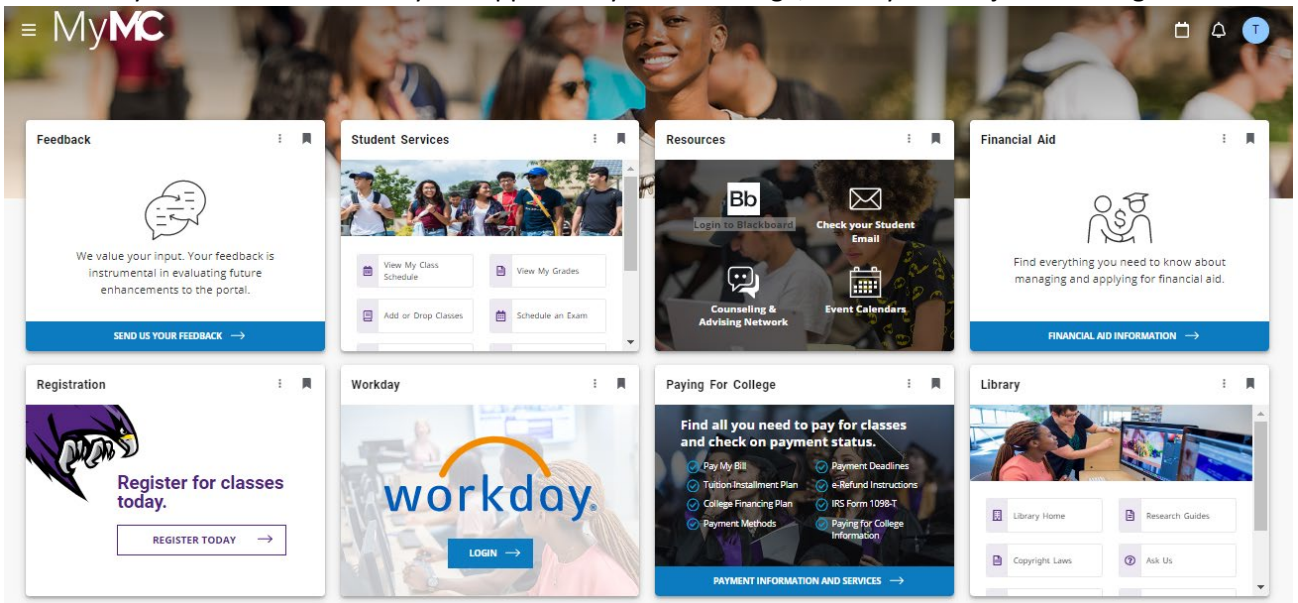 MyMC
T
Feedback
We value your input. Your feedback is
instrumental in evaluating future
enhancements to the portal.
SEND US YOUR FEEDBACK
Student Services
View My Class
Schedule
View My Grades
Add or Drop Classes
Schedule an Exam
Resources
Bb
Login to Blackboard
Check your Student
Email
Counseling &
Advising Network
Event Calendars
Financial Aid
Find everything you need to know about
managing and applying for financial aid.
FINANCIAL AID INFORMATION
Registration
Register for classes
today.
REGISTER TODAY
Workday
workday.
LOGIN
Paying For College
Find all you need to pay for classes
and check on payment status.
Pay My Bill
Tuition Installment Plan
College Financing Plan
Payment Methods
Payment Deadlines
e-Refund Instructions
IRS Form 1098-T
Paying for College
Information
PAYMENT INFORMATION AND SERVICES
Library
Library Home
Research Guides
Copyright Laws
Ask Us